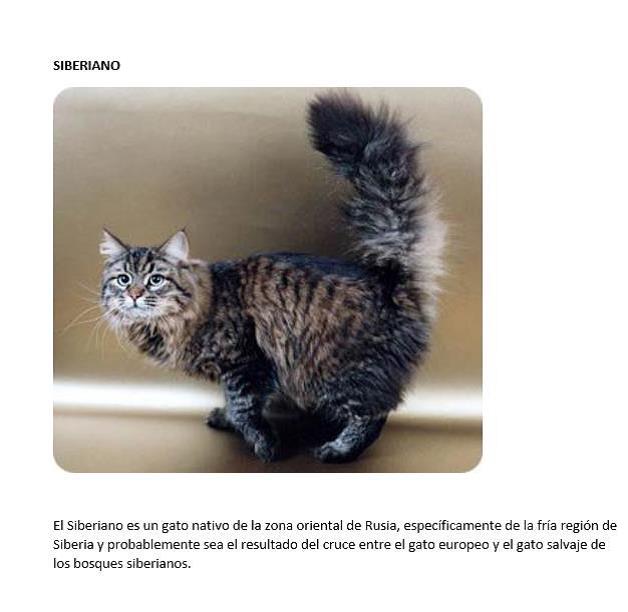 SIBERIANO
El Siberiano es un gato nativo de la zona oriental de Rusia, específicamente de la fría región de
Siberia y probablemente sea el resultado del cruce entre el gato europeo y el gato salvaje de
los bosques siberianos.